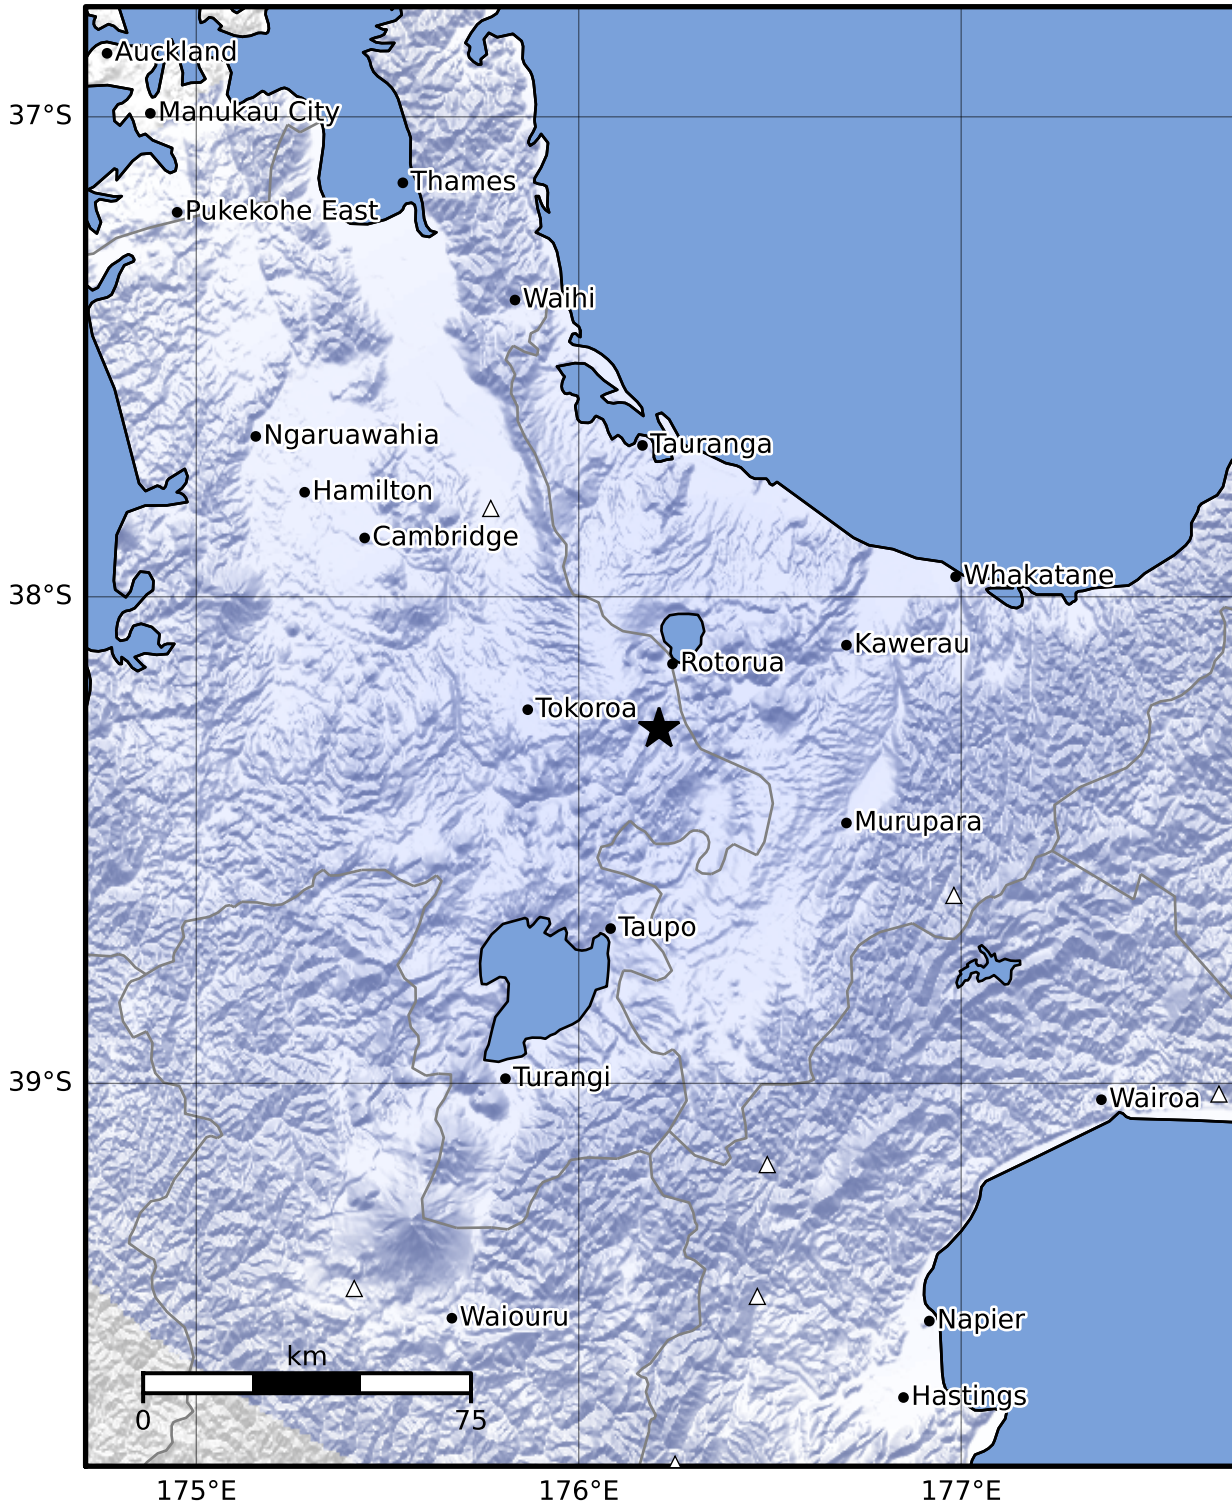 Auckland
37°S
Manukau City
Thames
Pukekohe East
Waihi
Ngaruawahia
Tauranga
Hamilton
Cambridge
Whakatane
38°S
Kawerau
Rotorua
Tokoroa
Murupara
Taupo
Turangi
39°S
Wairoa
Waiouru
Napier
km
Hastings
0 75
175°E 176°E 177°E